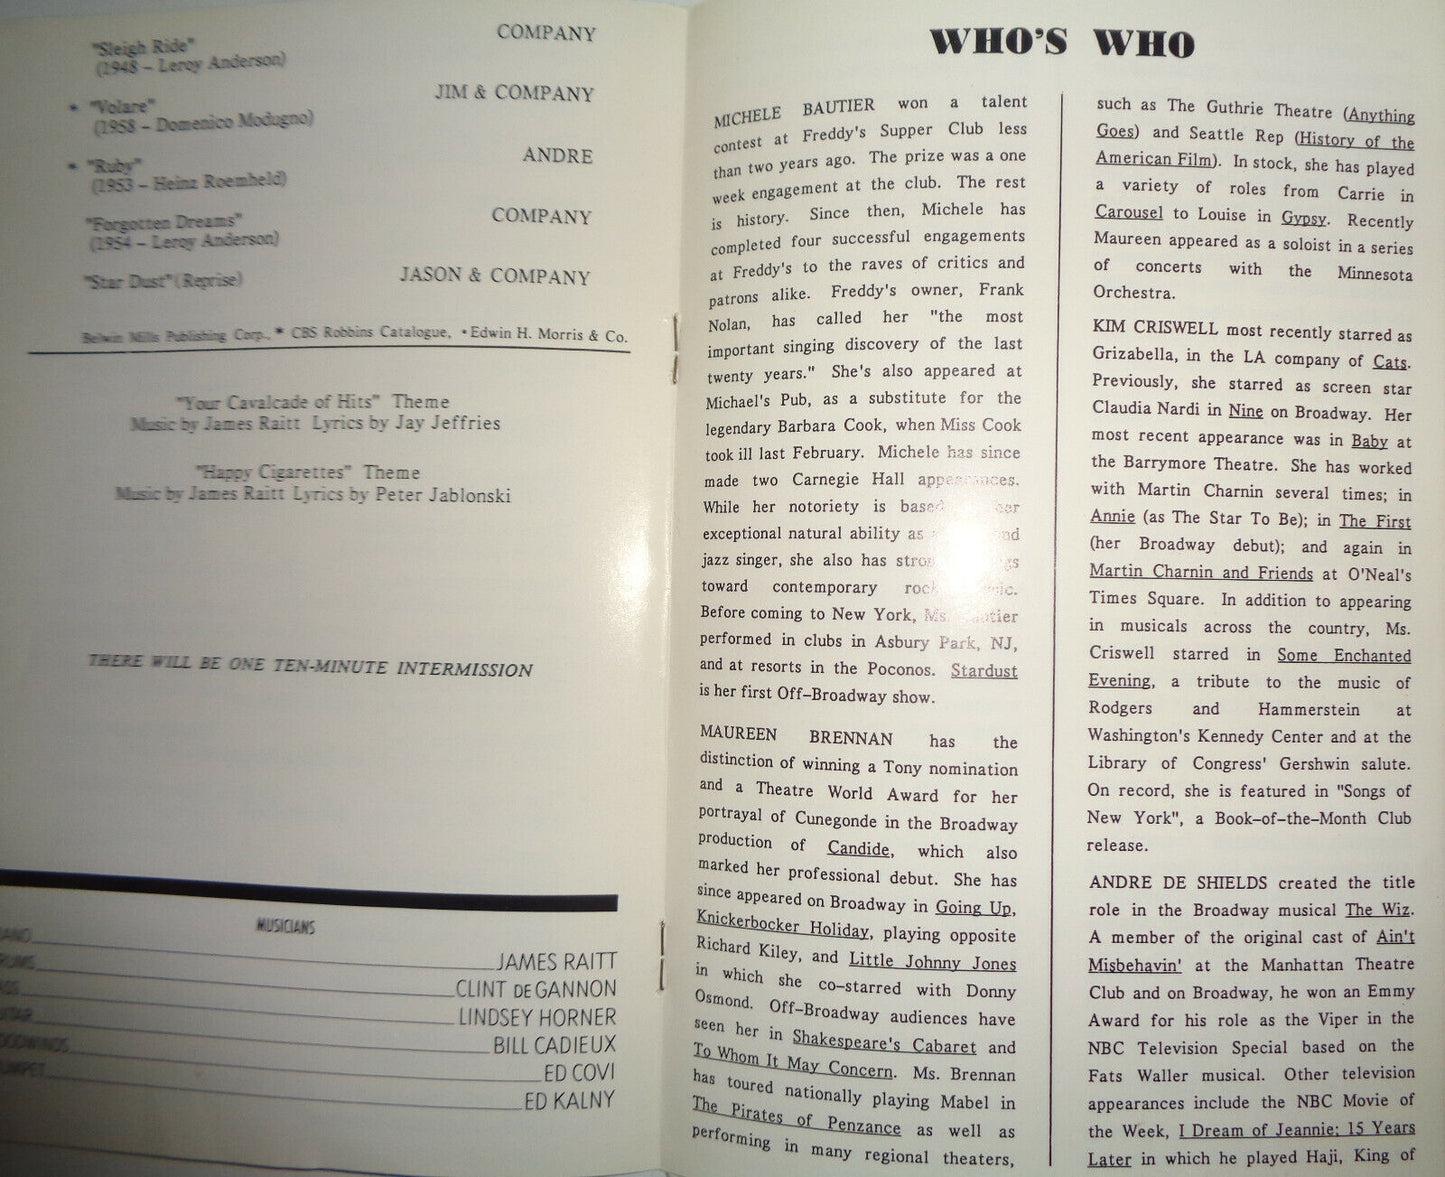 COMPANY
"Sleigh Ride"
(1948 – Leroy Anderson)
JIM & COMPANY
* "Volare"
(1958 – Domenico Modugno)
ANDRE
* "Ruby"
(1953 – Heinz Roemheld)
COMPANY
"Forgotten Dreams"
(1954 – Leroy Anderson)
"Star Dust" (Reprise) JASON & COMPANY
Belwin Mills Publishing Corp., * CBS Robbins Catalogue, •Edwin H. Morris & Co.
"Your Cavalcade of Hits" Theme
Music by James Raitt Lyrics by Jay Jeffries
"Happy Cigarettes" Theme
Music by James Raitt Lyrics by Peter Jablonski
THERE WILL BE ONE TEN-MINUTE INTERMISSION
MUSICIANS
JAMES RAITT
CLINT DE GANNON
LINDSEY HORNER
BILL CADIEUX
ED COVI
ED KALNY
WHO'S WHO
MICHELE BAUTIER won a talent
contest at Freddy's Supper Club less
than two years ago. The prize was a one
week engagement at the club. The rest
is history. Since then, Michele has
completed four successful engagements
at Freddy's to the raves of critics and
patrons alike. Freddy's owner, Frank
Nolan, has called her "the most
important singing discovery of the last
twenty years." She's also appeared at
Michael's Pub, as a substitute for the
legendary Barbara Cook, when Miss Cook
took ill last February. Michele has since
made two Carnegie Hall appearances.
While her notoriety is based her
exceptional natural ability as
jazz singer, she also has
toward contemporary rock
Before coming to New York, Ms. Bautier
performed in clubs in Asbury Park, NJ,
and at resorts in the Poconos. Stardust
is her first Off–Broadway show.
MAUREEN BRENNAN has the
distinction of winning a Tony nomination
and a Theatre World Award for her
portrayal of Cunegonde in the Broadway
production of Candide, which also
marked her professional debut. She has
since appeared on Broadway in Going Up,
Knickerbocker Holiday, playing opposite
Richard Kiley, and Little Johnny Jones
in which she co–starred with Donny
Osmond. Off–Broadway audiences have
seen her in Shakespeare's Cabaret and
To Whom It May Concern. Ms. Brennan
has toured nationally playing Mabel in
The Pirates of Penzance as well as
performing in many regional theaters,
such as The Guthrie Theatre (Anything
Goes) and Seattle Rep (History of the
American Film). In stock, she has played
a variety of roles from Carrie in
Carousel to Louise in Gypsy. Recently
Maureen appeared as a soloist in a series
of concerts with the Minnesota
Orchestra.
KIM CRISWELL most recently starred as
Grizabella, in the LA company of Cats.
Previously, she starred as screen star
Claudia Nardi in Nine on Broadway. Her
most recent appearance was in Baby at
the Barrymore Theatre. She has worked
with Martin Charnin several times; in
Annie (as The Star To Be); in The First
(her Broadway debut); and again in
Martin Charnin and Friends at O'Neal's
Times Square. In addition to appearing
in musicals across the country, Ms.
Criswell starred in Some Enchanted
Evening, a tribute to the music of
Rodgers and Hammerstein at
Washington's Kennedy Center and at the
Library of Congress' Gershwin salute.
On record, she is featured in "Songs of
New York", a Book–of–the–Month Club
release.
ANDRE DE SHIELDS created the title
role in the Broadway musical The Wiz.
A member of the original cast of Ain't
Misbehavin' at the Manhattan Theatre
Club and on Broadway, he won an Emmy
Award for his role as the Viper in the
NBC Television Special based on the
Fats Waller musical. Other television
appearances include the NBC Movie of
the Week, I Dream of Jeannie: 15 Years
Later in which he played Haji, King of